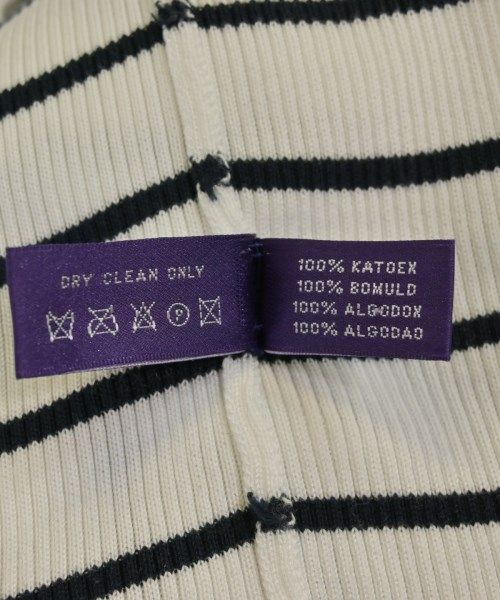 DRY CLEAN ONLY
P
100% KATOEN
100% BOMULD
100% ALGODON
100% ALGODAO